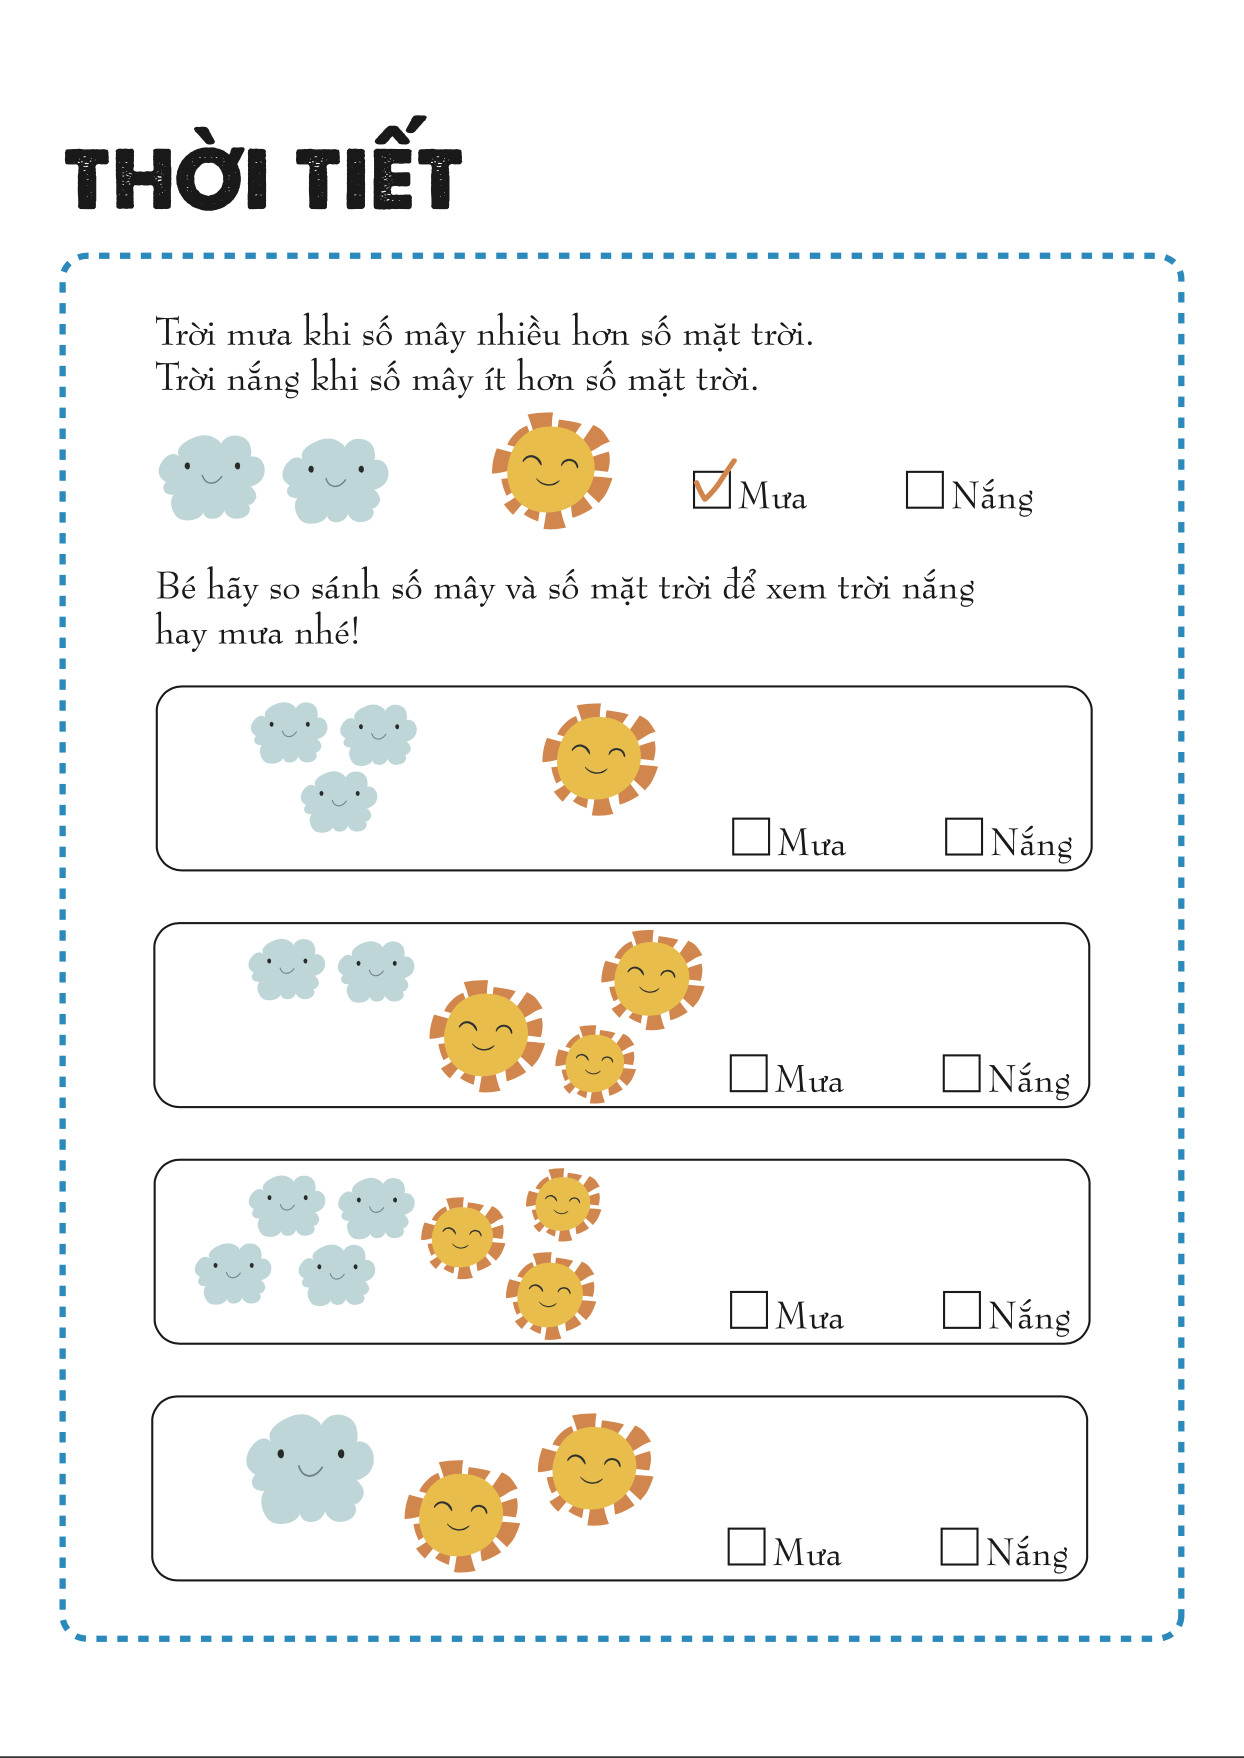 THỜI TIẾT
Trời mưa khi số mây nhiều hơn số mặt trời.
Trời nắng khi số mây ít hơn số mặt trời.
Mưa Nắng
Bé hãy so sánh số mây và số mặt trời để xem trời nắng
hay mưa nhé!
Mưa Nắng
Mưa Nắng
Mưa Nắng
Mưa Nắng